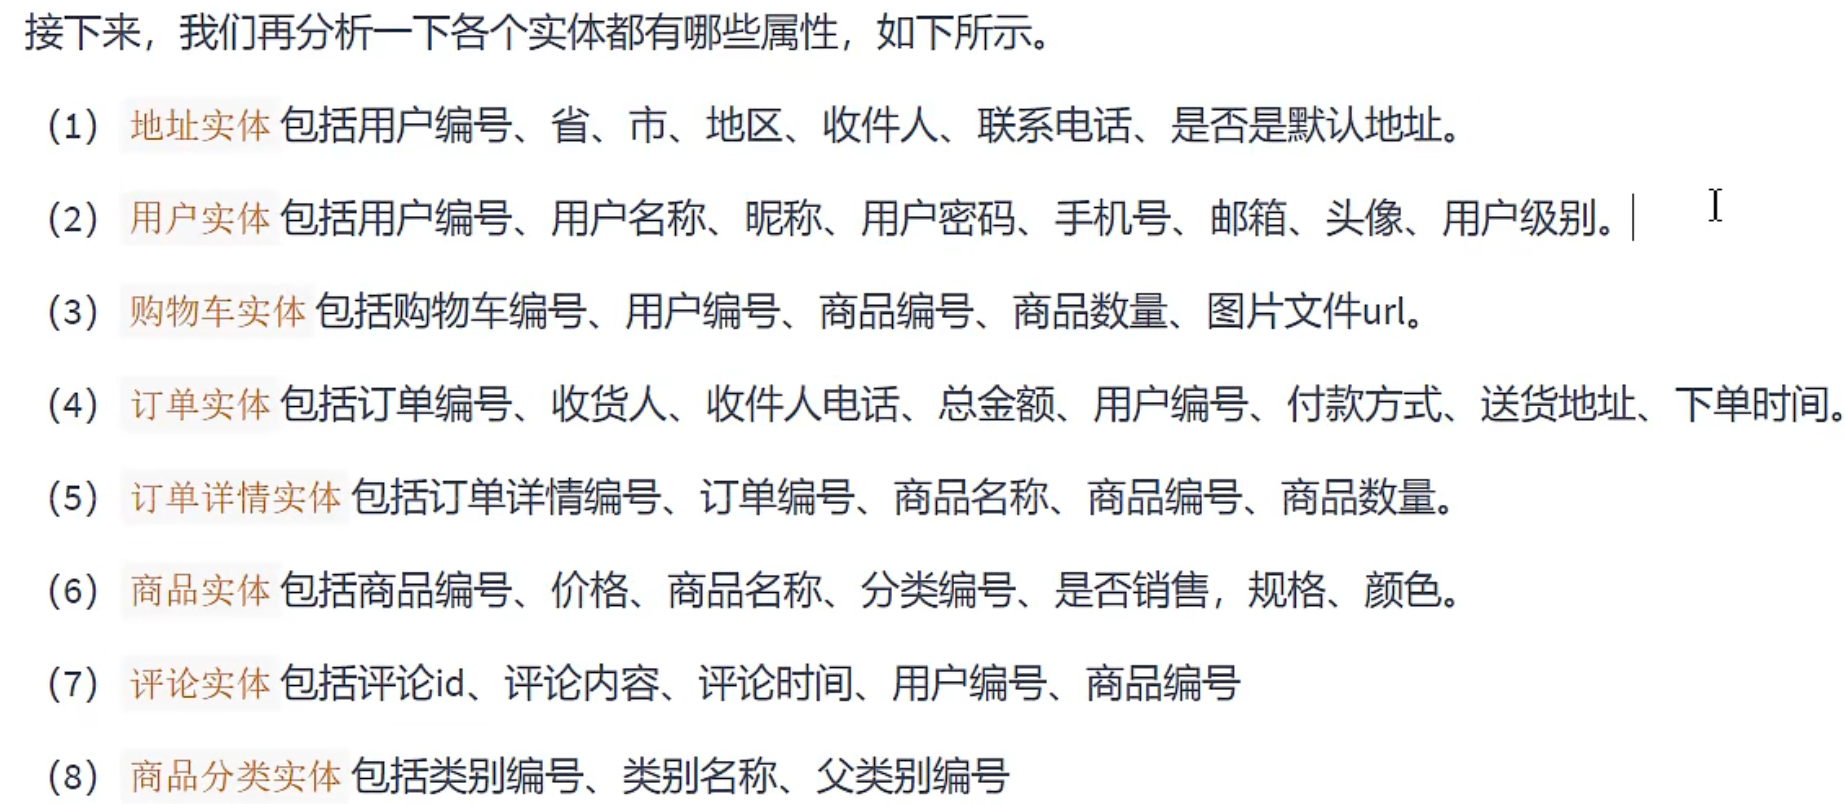 接下来，我们再分析一下各个实体都有哪些属性，如下所示。
（1） 地址实体 包括用户编号、省、市、地区、收件人、联系电话、是否是默认地址。
（2） 用户实体 包括用户编号、用户名称、昵称、用户密码、手机号、邮箱、头像、用户级别。
（3） 购物车实体 包括购物车编号、用户编号、商品编号、商品数量、图片文件url。
（4） 订单实体 包括订单编号、收货人、收件人电话、总金额、用户编号、付款方式、送货地址、下单时间。
（5） 订单详情实体 包括订单详情编号、订单编号、商品名称、商品编号、商品数量。
（6） 商品实体 包括商品编号、价格、商品名称、分类编号、是否销售，规格、颜色。
（7） 评论实体 包括评论id、评论内容、评论时间、用户编号、商品编号
（8） 商品分类实体 包括类别编号、类别名称、父类别编号